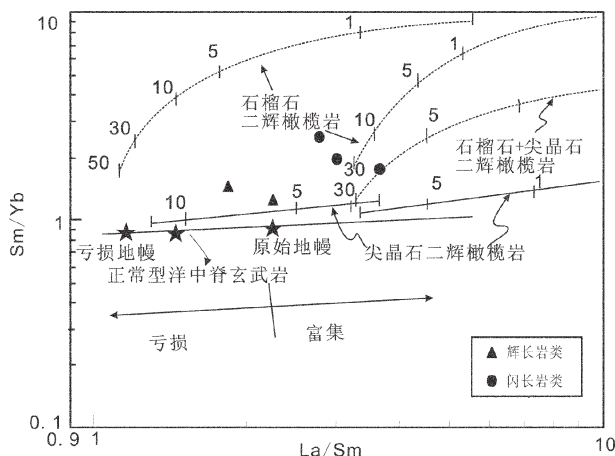 10
1
5
10
30
50
石榴石
二辉橄榄岩
1
5
10
30
5
石榴石+尖晶石
二辉橄榄岩
30
5
10
5
1
1
Sm/Yb
亏损地幔
正常型洋中脊玄武岩
原始地幔
尖晶石二辉橄榄岩
亏损
富集
辉长岩类
闪长岩类
0.1
0.9
1
10
La/Sm